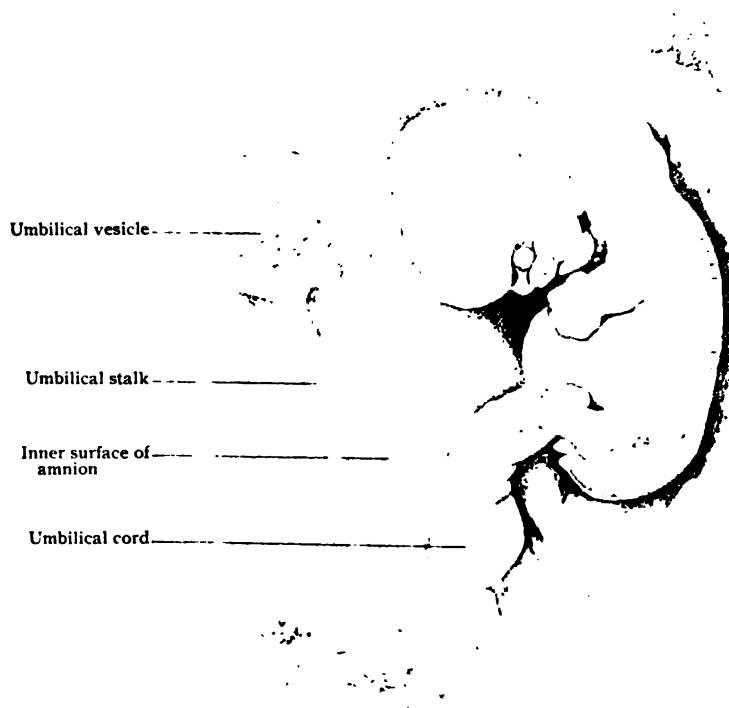 Umbilical vesicle
Umbilical stalk
Inner surface of
amnion
Umbilical cord